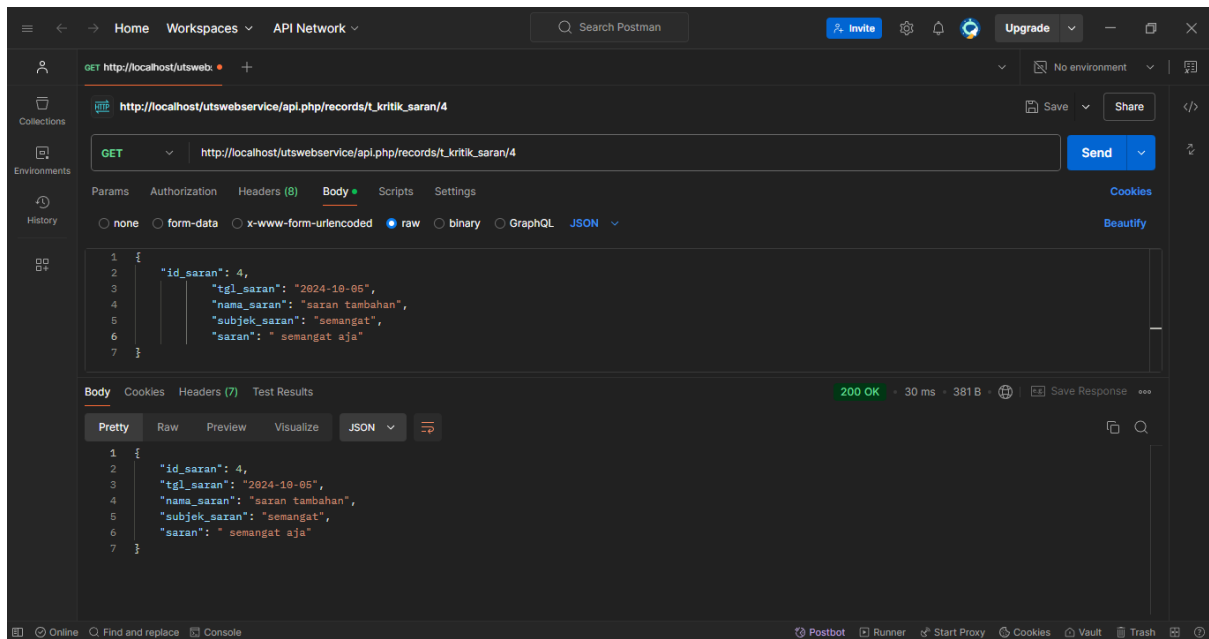 Home Workspaces API Network Search Postman Invite Upgrade
GET http://localhost/utsweb: No environment
HTTP http://localhost/utswebservice/api.php/records/t_kritik_saran/4 Save Share
Collections
GET http://localhost/utswebservice/api.php/records/t_kritik_saran/4 Send
Environments
Params Authorization Headers (8) Body Scripts Settings Cookies
History
none form-data x-www-form-urlencoded raw binary GraphQL JSON Beautify
1 {
2 "id_saran": 4,
3 "tgl_saran": "2024-10-05",
4 "nama_saran": "saran tambahan",
5 "subjek_saran": "semangat",
6 "saran": " semangat aja"
7 }
Body Cookies Headers (7) Test Results 200 OK 30 ms 381 B Save Response
Pretty Raw Preview Visualize JSON
1 {
2 "id_saran": 4,
3 "tgl_saran": "2024-10-05",
4 "nama_saran": "saran tambahan",
5 "subjek_saran": "semangat",
6 "saran": " semangat aja"
7 }
Online Find and replace Console Postbot Runner Start Proxy Cookies Vault Trash